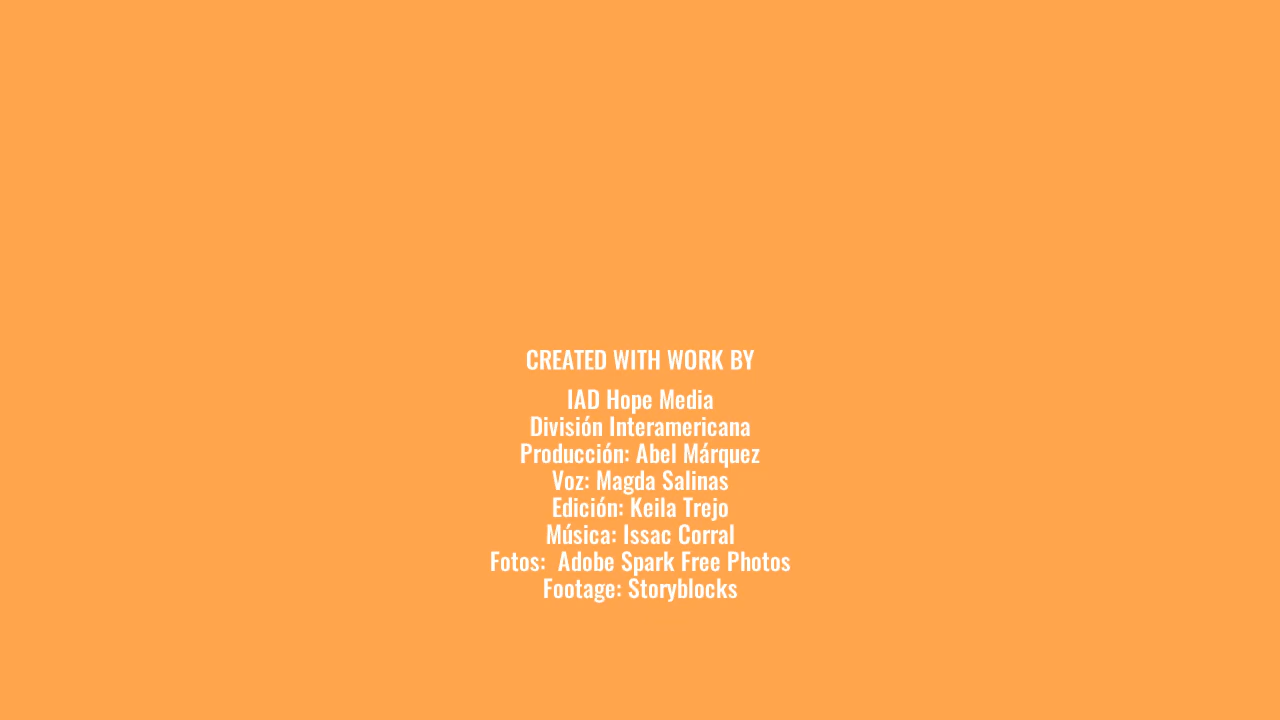 CREATED WITH WORK BY
IAD Hope Media
División Interamericana
Producción: Abel Márquez
Voz: Magda Salinas
Edición: Keila Trejo
Música: Issac Corral
Fotos:  Adobe Spark Free Photos
Footage: Storyblocks